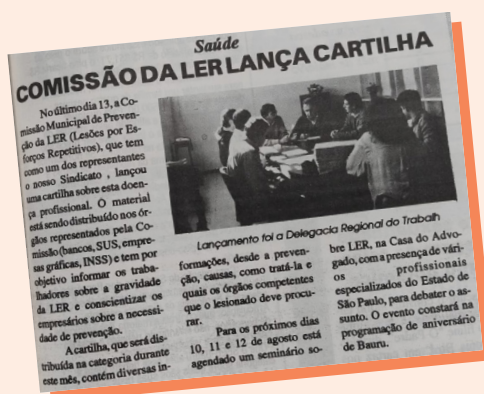 Saúde
COMISSÃO DA LER LANÇA CARTILHA
No último dia 13, a Co-
missão Municipal de Preven-
ção da LER (Lesões por Es-
forços Repetitivos), que tem
como um dos representantes
o nosso Sindicato , lançou
uma cartilha sobre esta doen-
ça profissional. O material
está sendo distribuído nos ór-
gãos representados pela Co-
missão (bancos, SUS, empre-
sas gráficas, INSS) e tem por
objetivo informar os traba-
lhadores sobre a gravidade
da LER e conscientizar os
empresários sobre a necessi-
dade de prevenção.
A cartilha, que será dis-
tribuída na categoria durante
este mês, contém diversas in-
Lançamento foi a Delegacia Regional do Trabalh
formações, desde a preven-
ção, causas, como tratá-la e
quais os órgãos competentes
que o lesionado deve procu-
rar.
Para os próximos dias
10, 11 e 12 de agosto está
agendado um seminário so-
bre LER, na Casa do Advo-
gado, com a presença de vári-
os profissionais
especializados do Estado de
São Paulo, para debater o as-
sunto. O evento constará na
programação de aniversário
de Bauru.